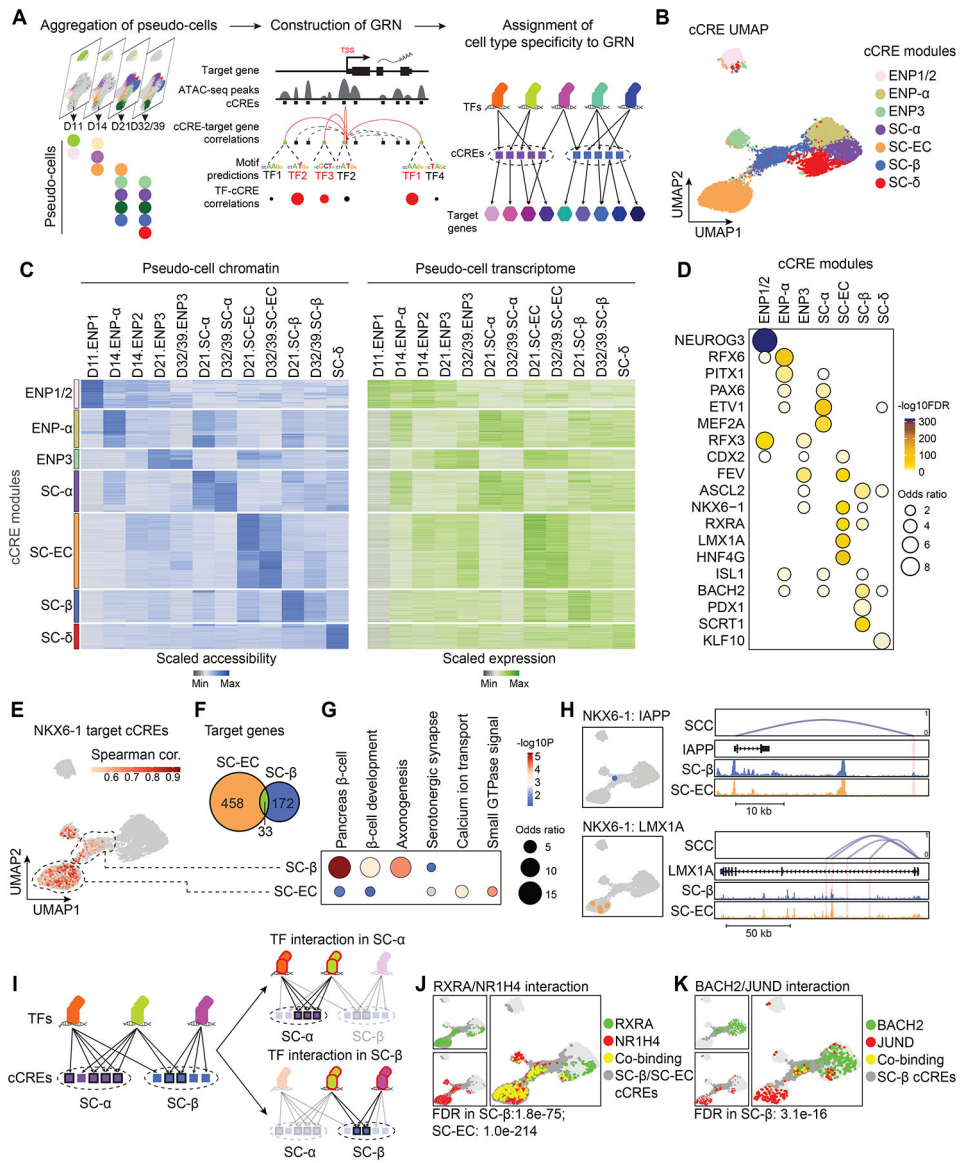 A
Aggregation of pseudo-cells
D11 D14 D21D32/39
Pseudo-cells
Construction of GRN
TSS
AAAA
Target gene
ATAC-seq peaks
cCREs
cCRE-target gene
correlations
Motif
predictions
TF1 TF2 TF3 TF2 TF1 TF4
TF-cCRE
correlations
Assignment of
cell type specificity to GRN
TFs
cCREs
Target
genes
B
cCRE UMAP
UMAP2
UMAP1
cCRE modules
ENP1/2
ENP-α
ENP3
SC-α
SC-EC
SC-β
SC-δ
C
Pseudo-cell chromatin
Pseudo-cell transcriptome
D11.ENP1
D14.ENP-α
D14.ENP2
D21.ENP3
D32/39.ENP3
D21.SC-α
D32/39.SC-α
D21.SC-EC
D32/39.SC-EC
D21.SC-β
D32/39.SC-β
SC-δ
D11.ENP1
D14.ENP-α
D14.ENP2
D21.ENP3
D32/39.ENP3
D21.SC-α
D32/39.SC-α
D21.SC-EC
D32/39.SC-EC
D21.SC-β
D32/39.SC-β
SC-δ
cCRE modules
ENP1/2
ENP-α
ENP3
SC-α
SC-EC
SC-β
SC-δ
Scaled accessibility
Min Max
Scaled expression
Min Max
D
cCRE modules
ENP1/2
ENP-α
ENP3
SC-α
SC-EC
SC-β
SC-δ
NEUROG3
RFX6
PITX1
PAX6
ETV1
MEF2A
RFX3
CDX2
FEV
ASCL2
NKX6−1
RXRA
LMX1A
HNF4G
ISL1
BACH2
PDX1
SCRT1
KLF10
-log10FDR
300
200
100
0
Odds ratio
2
4
6
8
E
NKX6-1 target cCREs
Spearman cor.
0.6 0.7 0.8 0.9
UMAP2
UMAP1
F
Target genes
SC-EC
SC-β
458
172
33
G
Pancreas β-cell
β-cell development
Axonogenesis
Serotonergic synapse
Calcium ion transport
Small GTPase signal
SC-β
SC-EC
-log10P
5
4
3
2
1
Odds ratio
5
10
15
H
NKX6-1: IAPP
SCC
1
0
IAPP
SC-β
SC-EC
10 kb
NKX6-1: LMX1A
SCC
1
0
LMX1A
SC-β
SC-EC
50 kb
I
TFs
cCREs
SC-α
SC-β
TF interaction in SC-α
SC-α
SC-β
TF interaction in SC-β
SC-α
SC-β
J
RXRA/NR1H4 interaction
RXRA
NR1H4
Co-binding
SC-β/SC-EC
cCREs
FDR in SC-β:1.8e-75;
SC-EC: 1.0e-214
K
BACH2/JUND interaction
BACH2
JUND
Co-binding
SC-β cCREs
FDR in SC-β: 3.1e-16